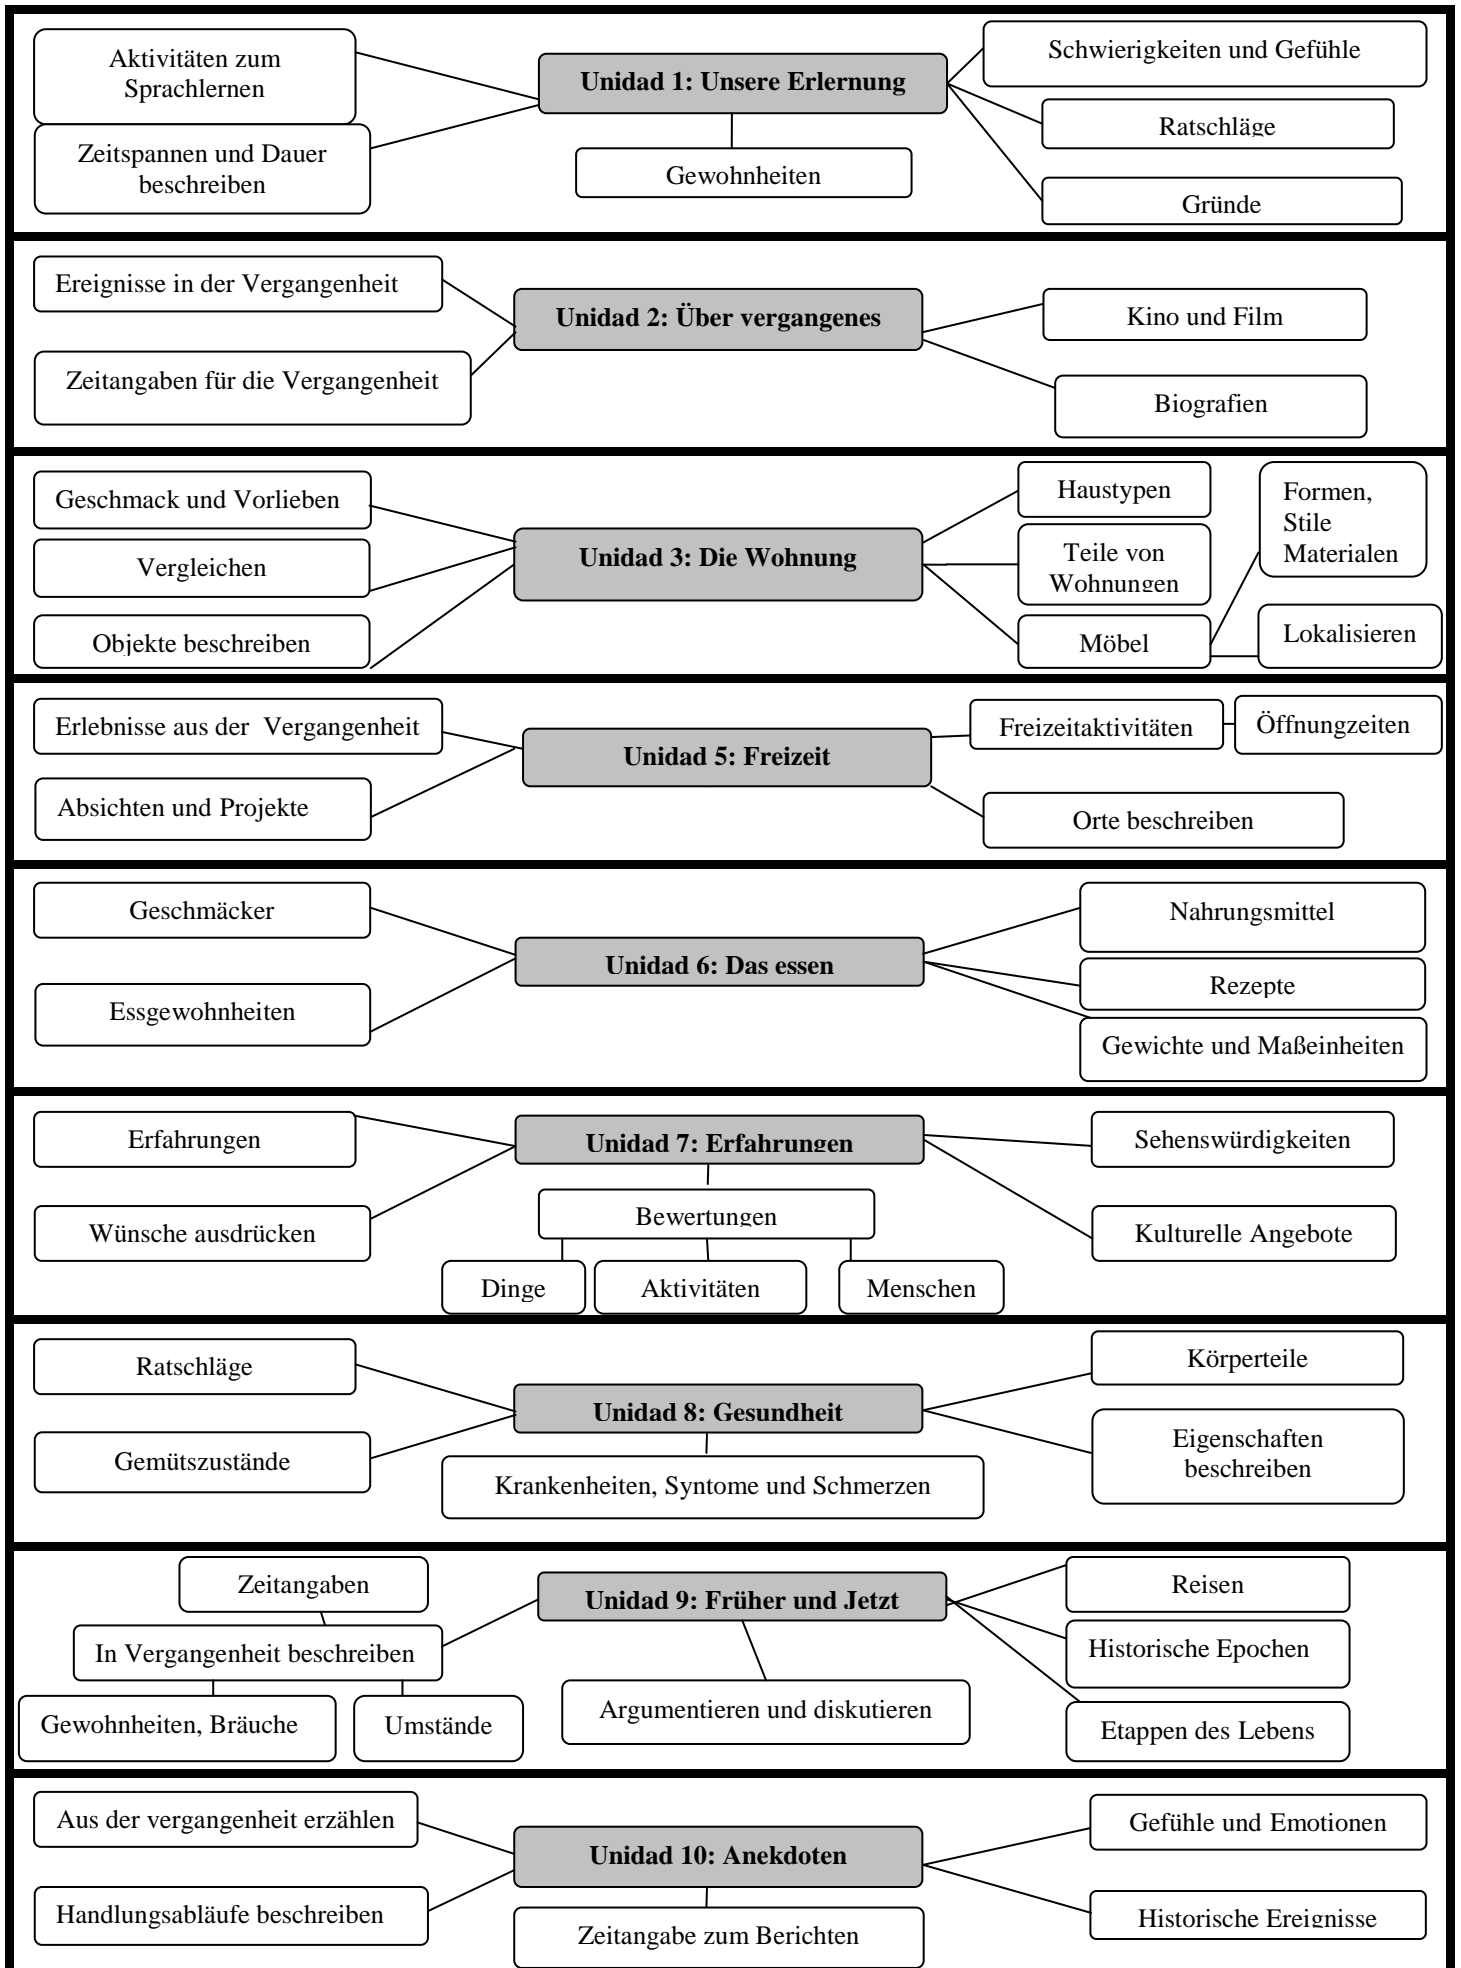 Aktivitäten zum
Sprachlernen
Zeitspannen und Dauer
beschreiben
Unidad 1: Unsere Erlernung
Gewohnheiten
Schwierigkeiten und Gefühle
Ratschläge
Gründe
Ereignisse in der Vergangenheit
Zeitangaben für die Vergangenheit
Unidad 2: Über vergangenes
Kino und Film
Biografien
Geschmack und Vorlieben
Vergleichen
Objekte beschreiben
Unidad 3: Die Wohnung
Haustypen
Teile von
Wohnungen
Möbel
Formen,
Stile
Materialen
Lokalisieren
Erlebnisse aus der Vergangenheit
Absichten und Projekte
Unidad 5: Freizeit
Freizeitaktivitäten
Öffnungzeiten
Orte beschreiben
Geschmäcker
Essgewohnheiten
Unidad 6: Das essen
Nahrungsmittel
Rezepte
Gewichte und Maßeinheiten
Erfahrungen
Wünsche ausdrücken
Unidad 7: Erfahrungen
Bewertungen
Dinge
Aktivitäten
Menschen
Sehenswürdigkeiten
Kulturelle Angebote
Ratschläge
Gemütszustände
Unidad 8: Gesundheit
Krankenheiten, Syntome und Schmerzen
Körperteile
Eigenschaften
beschreiben
Zeitangaben
In Vergangenheit beschreiben
Gewohnheiten, Bräuche
Umstände
Unidad 9: Früher und Jetzt
Argumentieren und diskutieren
Reisen
Historische Epochen
Etappen des Lebens
Aus der vergangenheit erzählen
Handlungsabläufe beschreiben
Unidad 10: Anekdoten
Zeitangabe zum Berichten
Gefühle und Emotionen
Historische Ereignisse